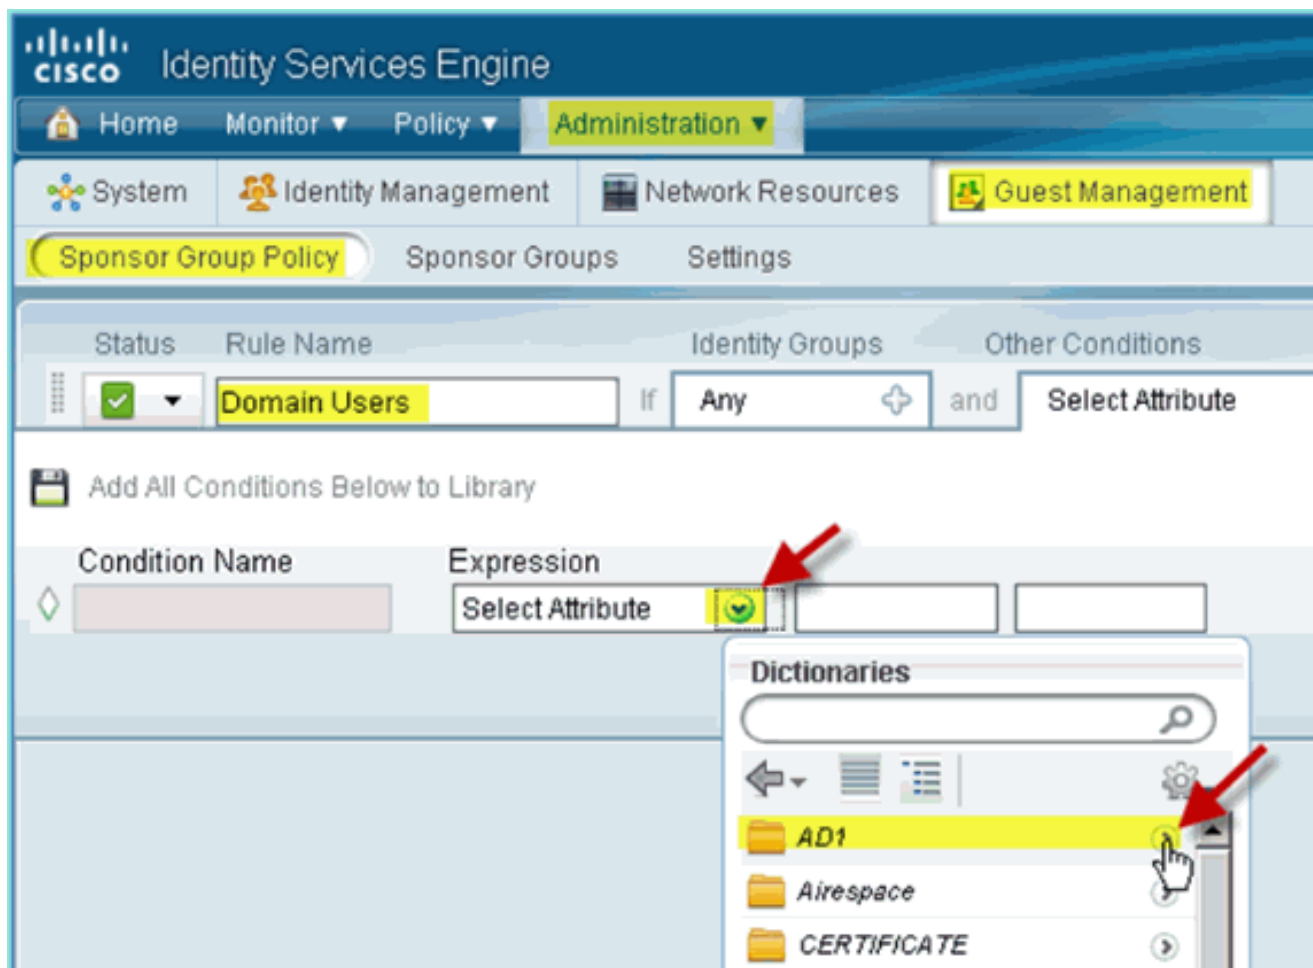 CISCO Identity Services Engine
Home Monitor Policy Administration
System Identity Management Network Resources Guest Management
Sponsor Group Policy Sponsor Groups Settings
Status Rule Name Identity Groups Other Conditions
Domain Users If Any and Select Attribute
Add All Conditions Below to Library
Condition Name Expression
Select Attribute
Dictionaries
AD1
Airespace
CERTIFICATE